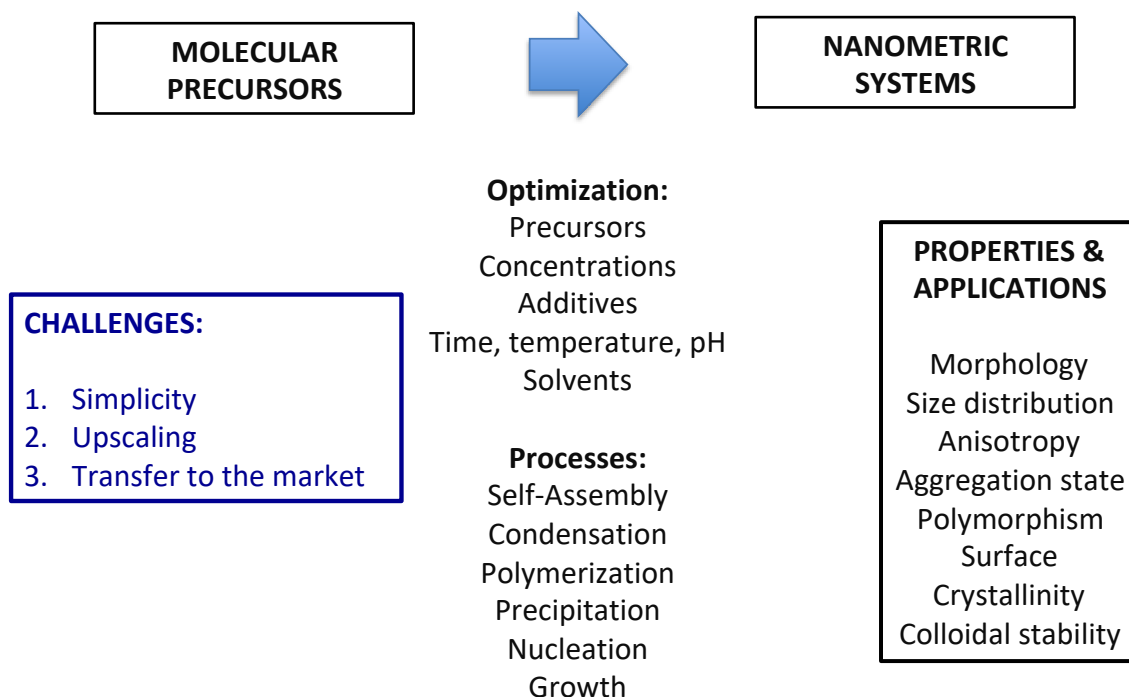 MOLECULAR
PRECURSORS
NANOMETRIC
SYSTEMS
Optimization:
Precursors
Concentrations
Additives
Time, temperature, pH
Solvents
CHALLENGES:
1. Simplicity
2. Upscaling
3. Transfer to the market
Processes:
Self-Assembly
Condensation
Polymerization
Precipitation
Nucleation
Growth
PROPERTIES &
APPLICATIONS
Morphology
Size distribution
Anisotropy
Aggregation state
Polymorphism
Surface
Crystallinity
Colloidal stability